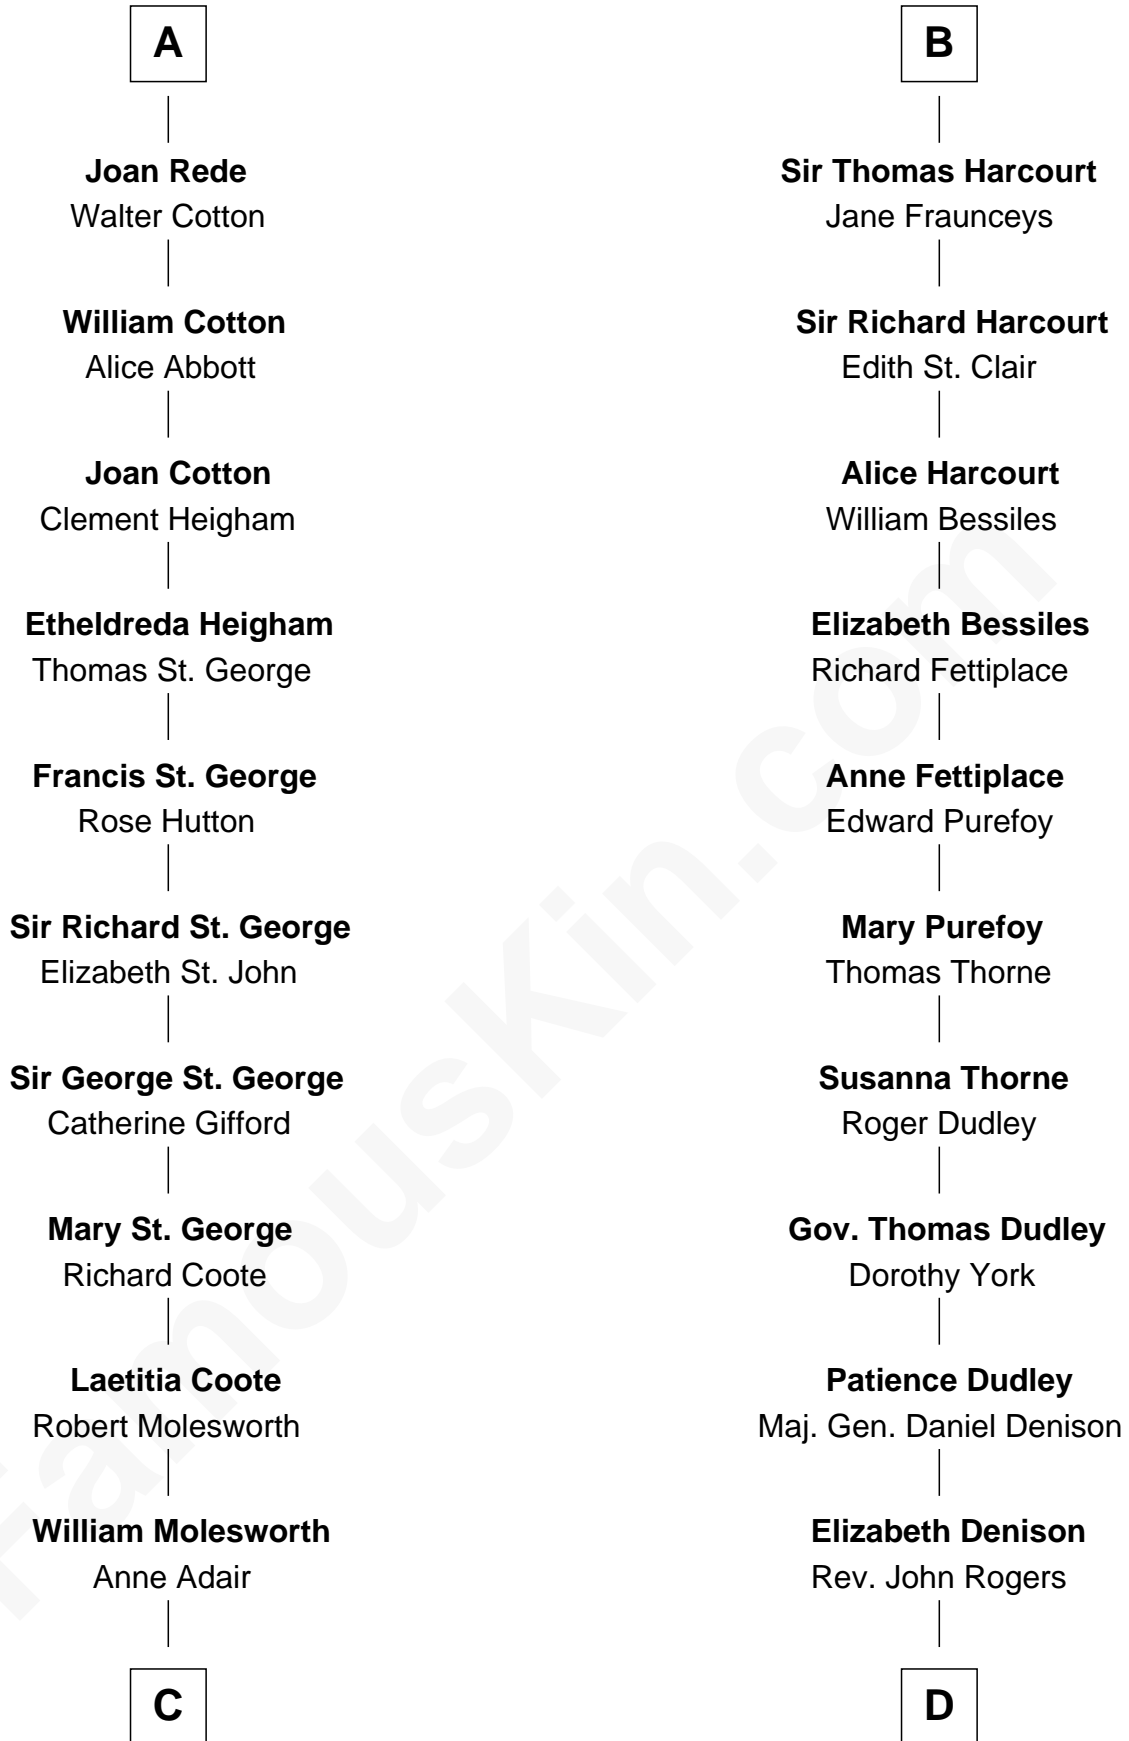 A
Joan Rede
Walter Cotton
William Cotton
Alice Abbott
Joan Cotton
Clement Heigham
Etheldreda Heigham
Thomas St. George
Francis St. George
Rose Hutton
Sir Richard St. George
Elizabeth St. John
Sir George St. George
Catherine Gifford
Mary St. George
Richard Coote
Laetitia Coote
Robert Molesworth
William Molesworth
Anne Adair
C
B
Sir Thomas Harcourt
Jane Fraunceys
Sir Richard Harcourt
Edith St. Clair
Alice Harcourt
William Bessiles
Elizabeth Bessiles
Richard Fettiplace
Anne Fettiplace
Edward Purefoy
Mary Purefoy
Thomas Thorne
Susanna Thorne
Roger Dudley
Gov. Thomas Dudley
Dorothy York
Patience Dudley
Maj. Gen. Daniel Denison
Elizabeth Denison
Rev. John Rogers
D
FamousKin.com